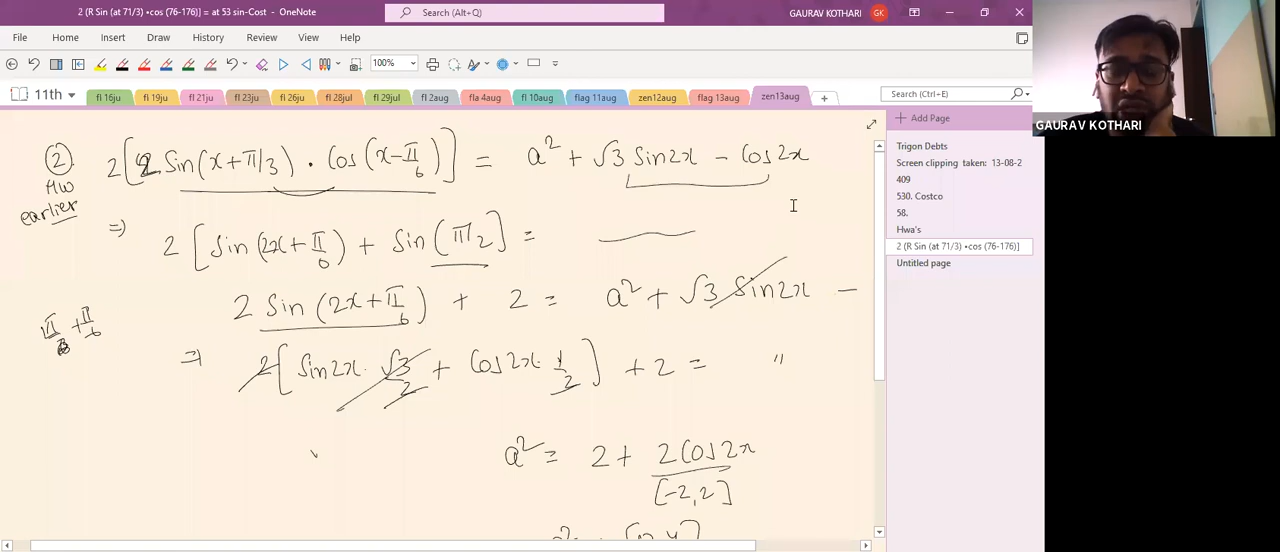 2 (R Sin (at 71/3) •cos (76-176)] = at 53 sin-Cost - OneNote
Search (Alt+Q)
GAURAV KOTHARI
GK
File Home Insert Draw History Review View Help
100%
11th
fl 16ju
fl 19ju
fl 21ju
fl 23ju
fl 26ju
fl 28jul
fl 29jul
fl 2aug
fla 4aug
fl 10aug
flag 11aug
zen12aug
flag 13aug
zen13aug
Search (Ctrl+E)
Add Page
Trigon Debts
Screen clipping taken: 13-08-2
409
530. Costco
58.
Hwa's
2 (R Sin (at 71/3) •cos (76-176)]
Untitled page
GAURAV KOTHARI
② 2[2 Sin(x+π/3) · Cos(x-π/6)] = a² + √3 Sin2x - Cos2x
HW
earlier
⇒ 2[Sin(2x+π/6) + Sin(π/2)] =
2 Sin(2x+π/6) + 2 = a² + √3 Sin2x -
π/3 + π/6
⇒ 2[Sin2x · √3/2 + Cos2x · 1/2] + 2 = "
a² = 2 + 2Cos2x
[-2,2]